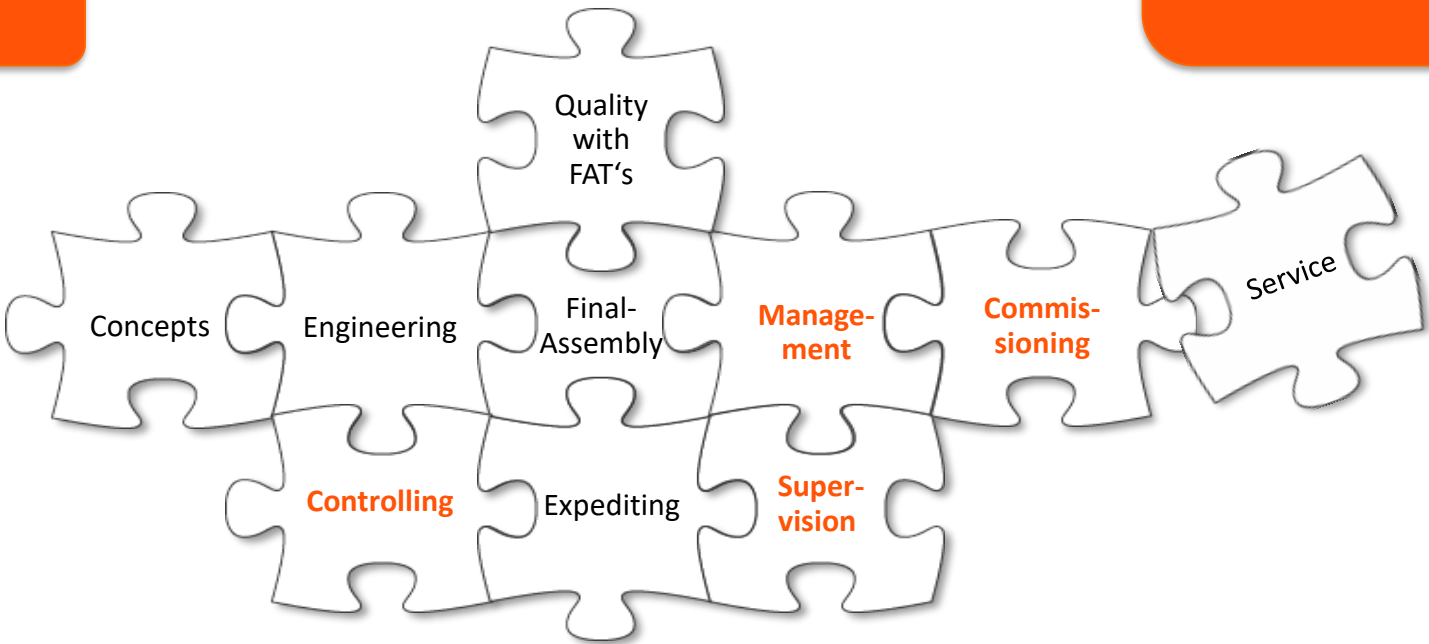 Quality
with
FAT‘s
Concepts
Engineering
Final-
Assembly
Manage-
ment
Commis-
sioning
Service
Controlling
Expediting
Super-
vision